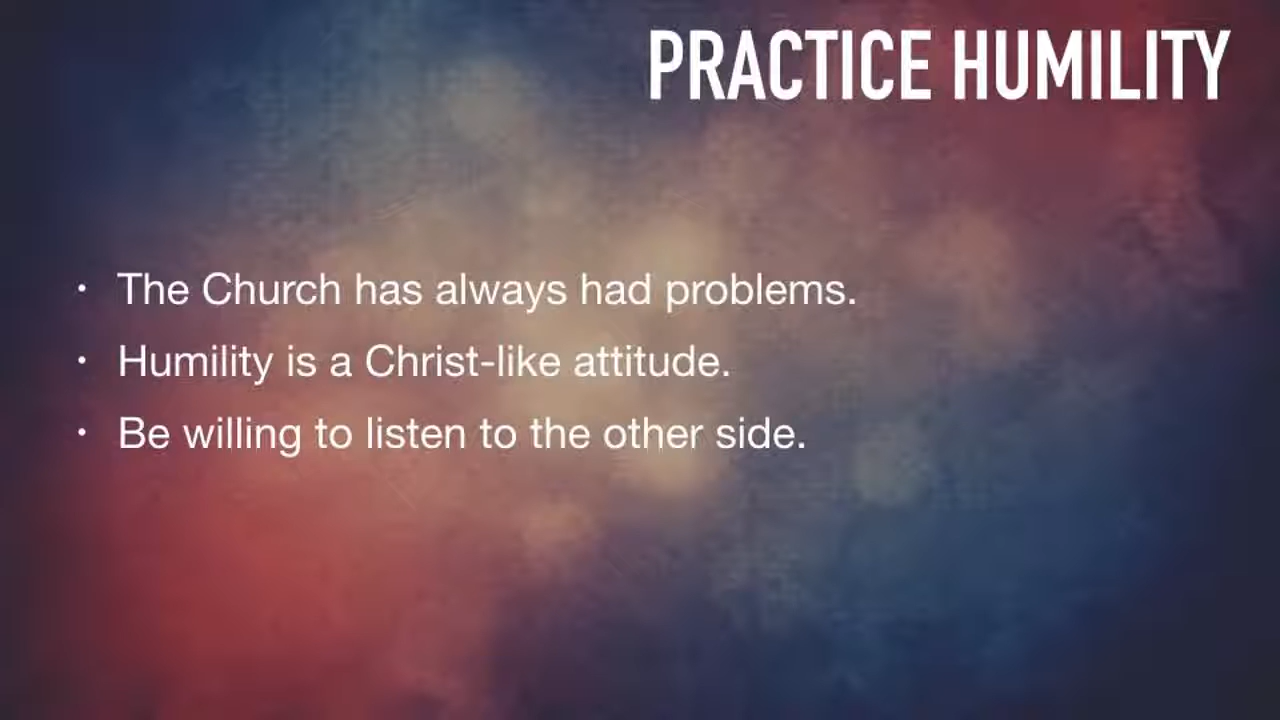 PRACTICE HUMILITY
• The Church has always had problems.
• Humility is a Christ-like attitude.
• Be willing to listen to the other side.